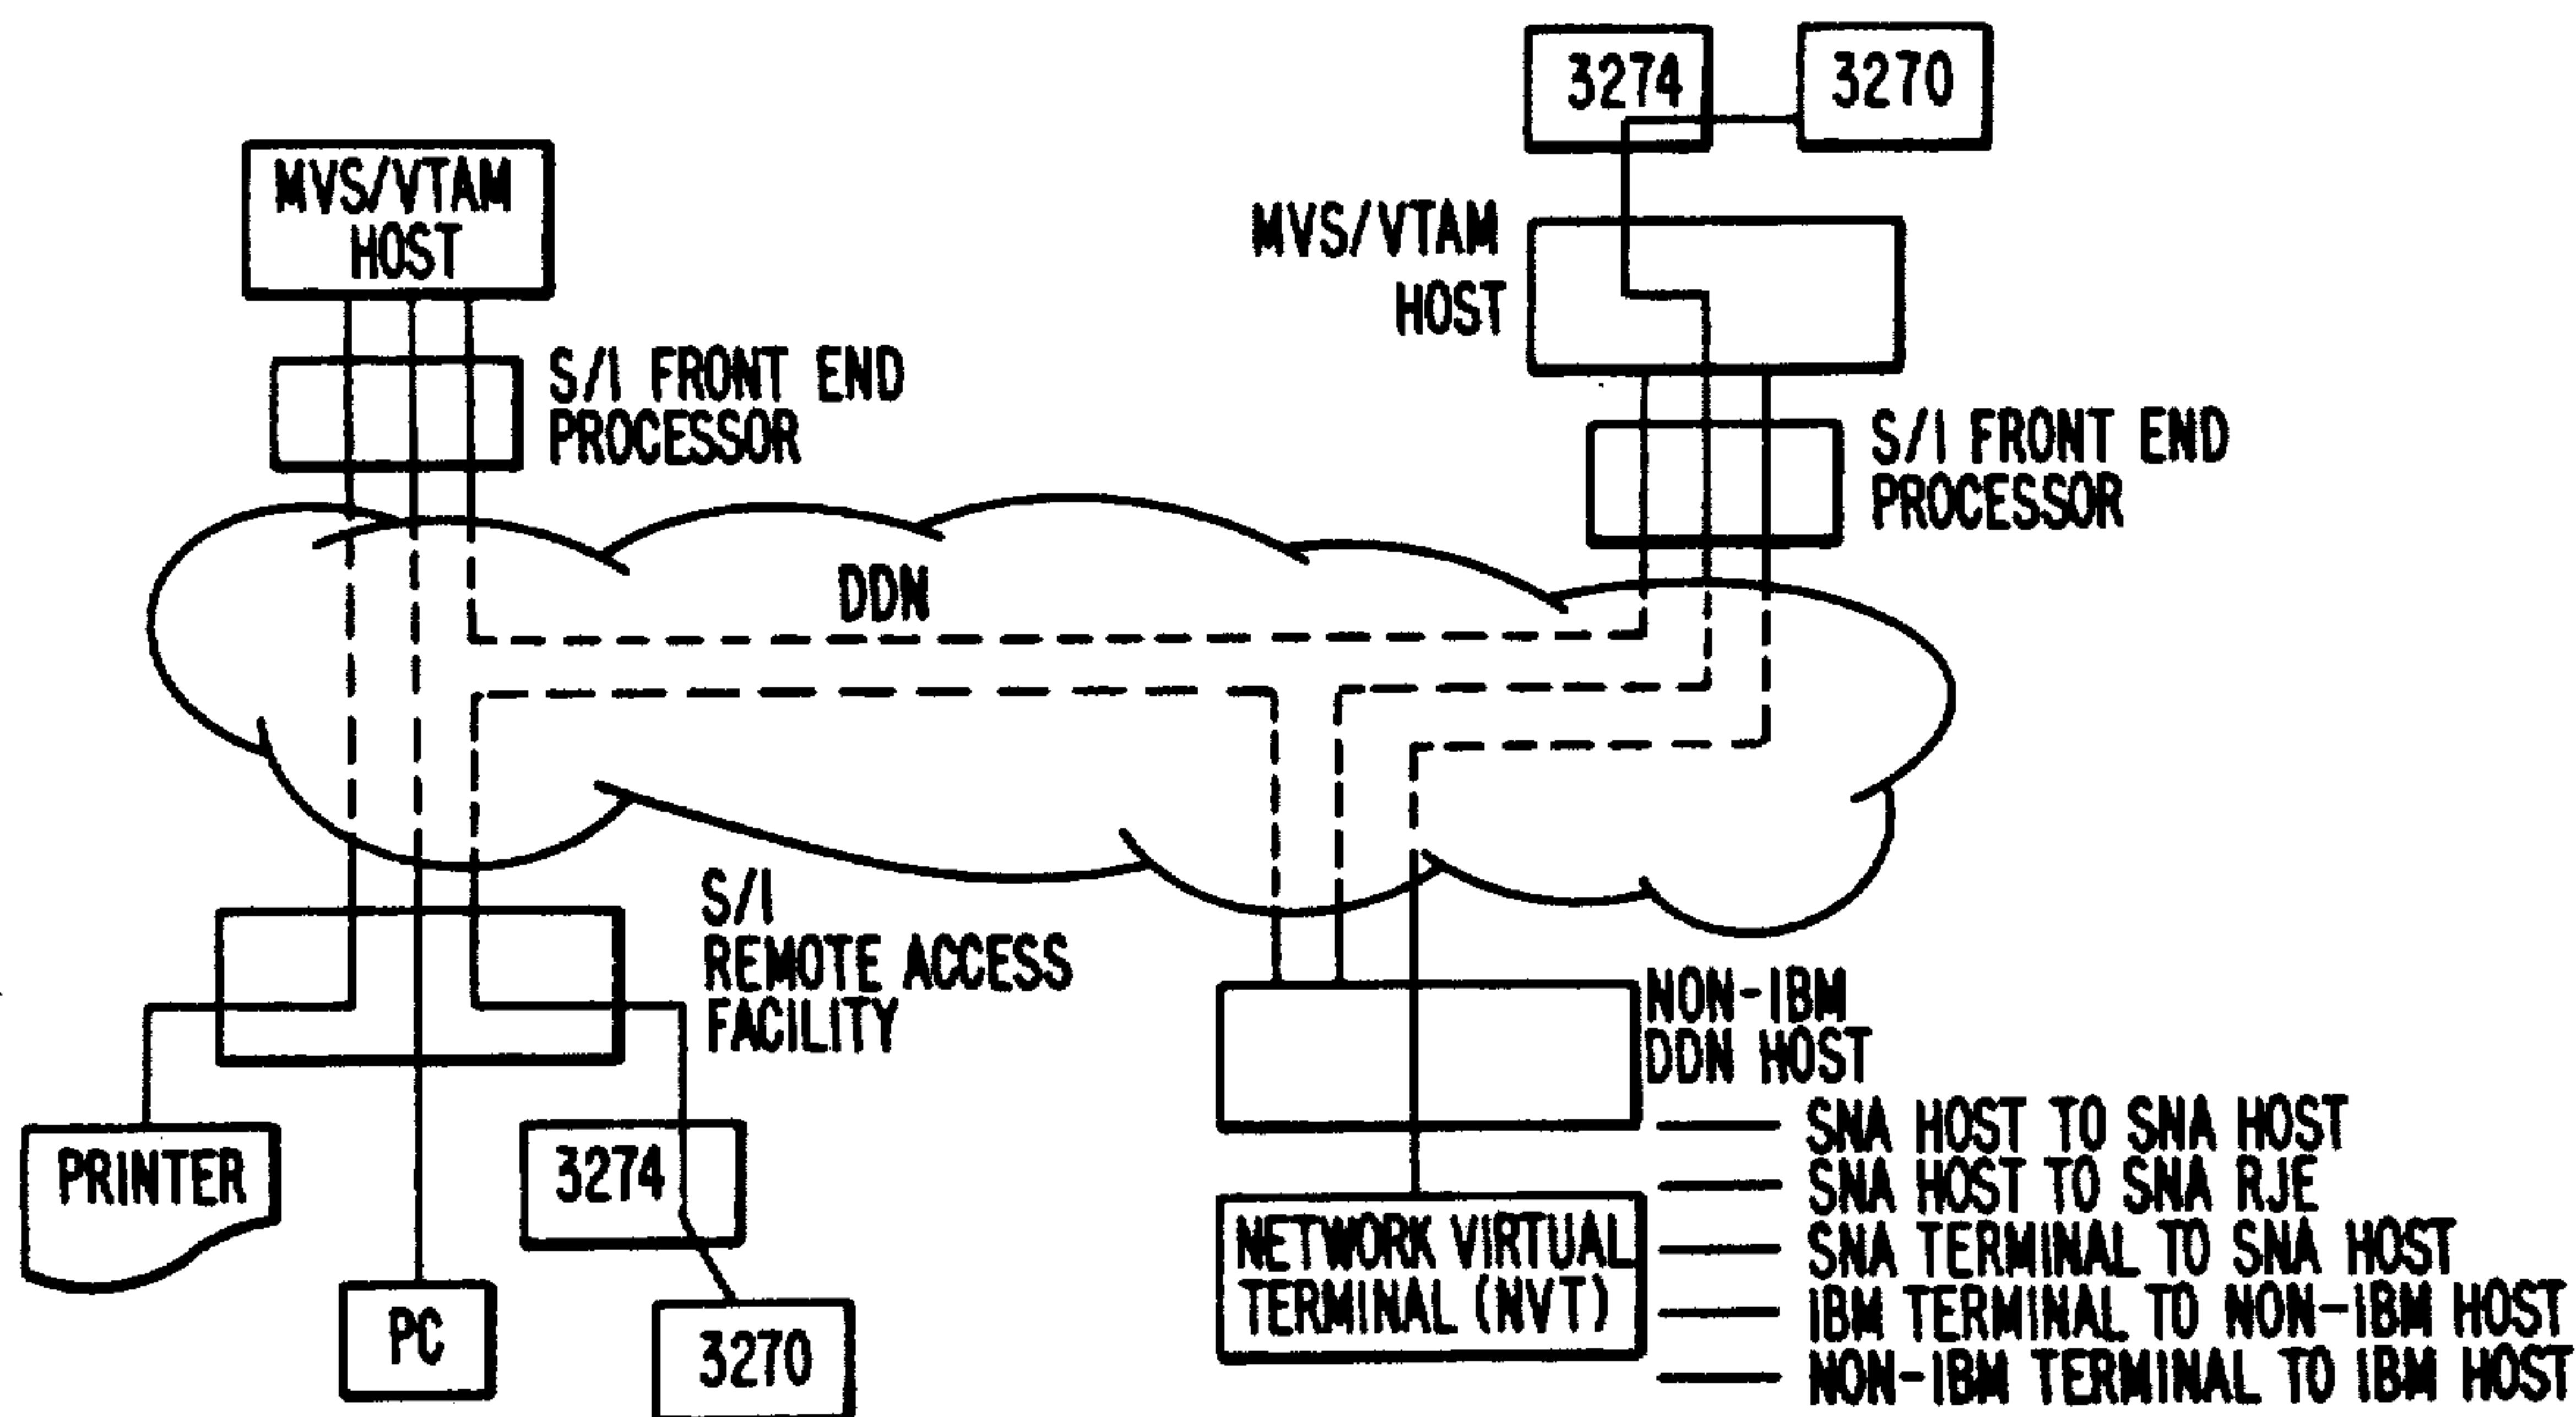 3274
3270
MVS/VTAM
HOST
MVS/VTAM
HOST
S/1 FRONT END
PROCESSOR
S/1 FRONT END
PROCESSOR
DDN
S/1
REMOTE ACCESS
FACILITY
NON-IBM
DDN HOST
PRINTER
3274
PC
3270
NETWORK VIRTUAL
TERMINAL (NVT)
SNA HOST TO SNA HOST
SNA HOST TO SNA RJE
SNA TERMINAL TO SNA HOST
IBM TERMINAL TO NON-IBM HOST
NON-IBM TERMINAL TO IBM HOST